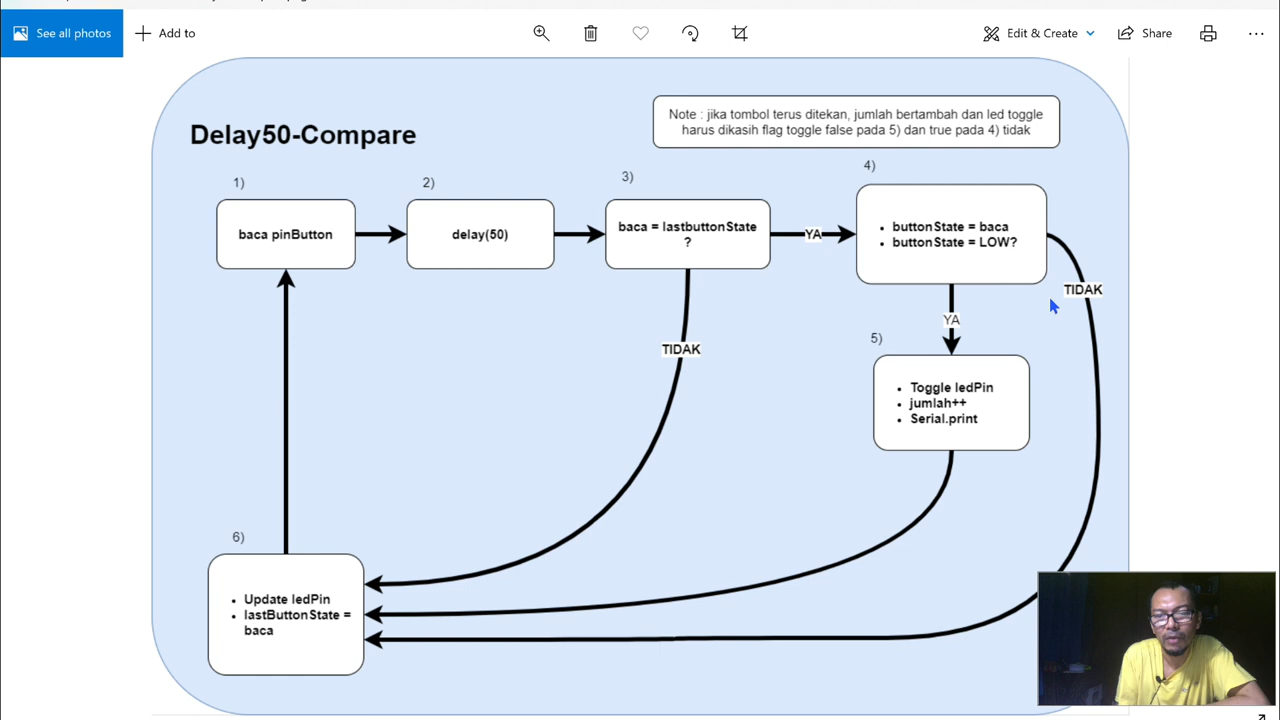 See all photos
Add to
Edit & Create
Share
Note : jika tombol terus ditekan, jumlah bertambah dan led toggle
harus dikasih flag toggle false pada 5) dan true pada 4) tidak
Delay50-Compare
1)
2)
3)
4)
baca pinButton
delay(50)
baca = lastbuttonState
?
YA
buttonState = baca
buttonState = LOW?
TIDAK
YA
TIDAK
5)
Toggle ledPin
jumlah++
Serial.print
6)
Update ledPin
lastButtonState =
baca